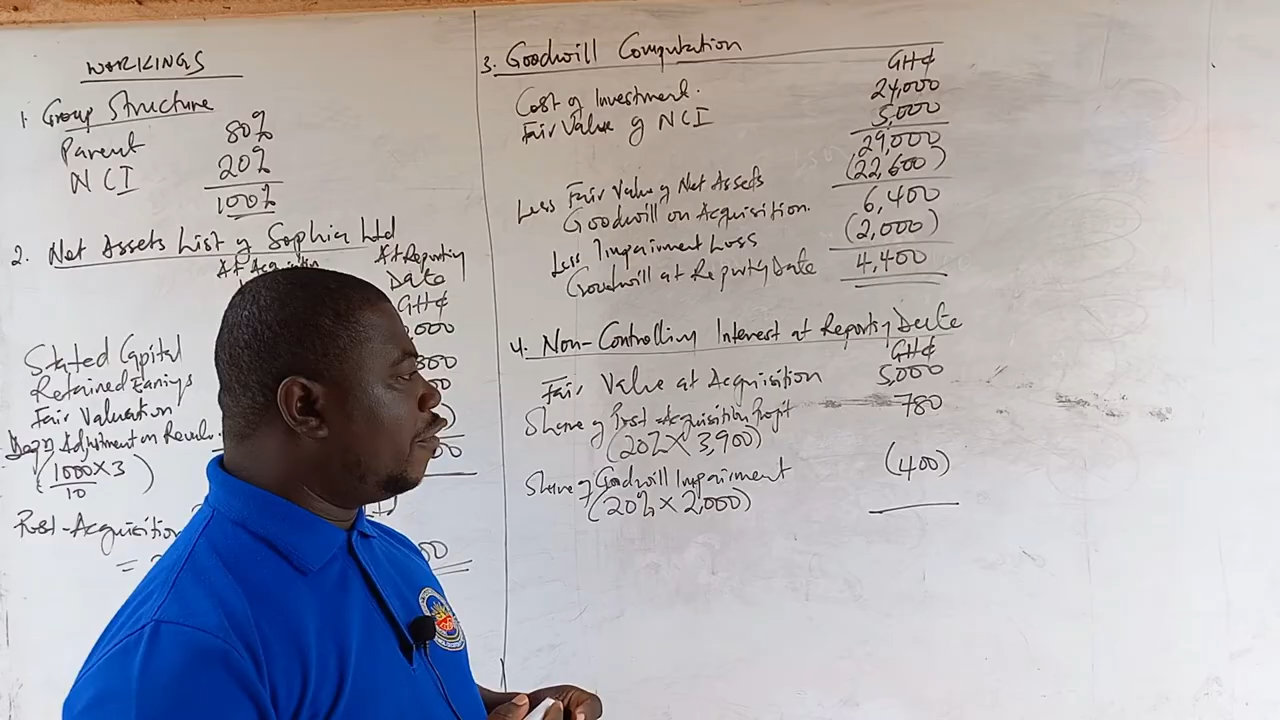 WORKINGS
1. Group Structure
Parent 80%
NCI 20%
100%
2. Net Assets List of Sophia Ltd
At Reporting
Date
GH¢
Stated Capital
Retained Earnings
Fair Valuation
Adjustment on Reval.
(1000 X 3
10)
Post-Acquisition
=
3. Goodwill Computation
GH¢
Cost of Investment. 24,000
Fair Value of NCI 5,000
29,000
Less Fair Value of Net Assets (22,600)
Goodwill on Acquisition. 6,400
Less Impairment Loss (2,000)
Goodwill at Reporting Date 4,400
4. Non-Controlling Interest at Reporting Date
GH¢
Fair Value at Acquisition 5,000
Share of Post-Acquisition Profit 780
(20% X 3,900)
Share of Goodwill Impairment (400)
(20% X 2,000)